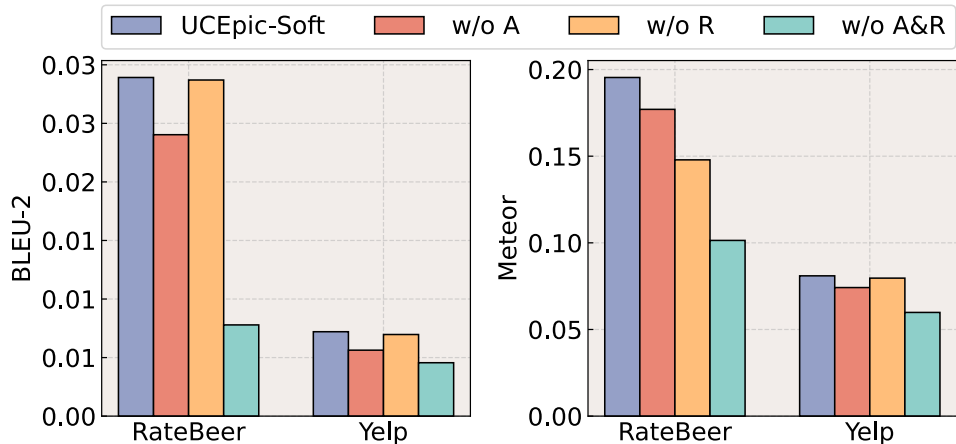 UCEpic-Soft w/o A w/o R w/o A&R
BLEU-2
0.03
0.03
0.02
0.01
0.01
0.01
0.00
RateBeer Yelp
Meteor
0.20
0.15
0.10
0.05
0.00
RateBeer Yelp